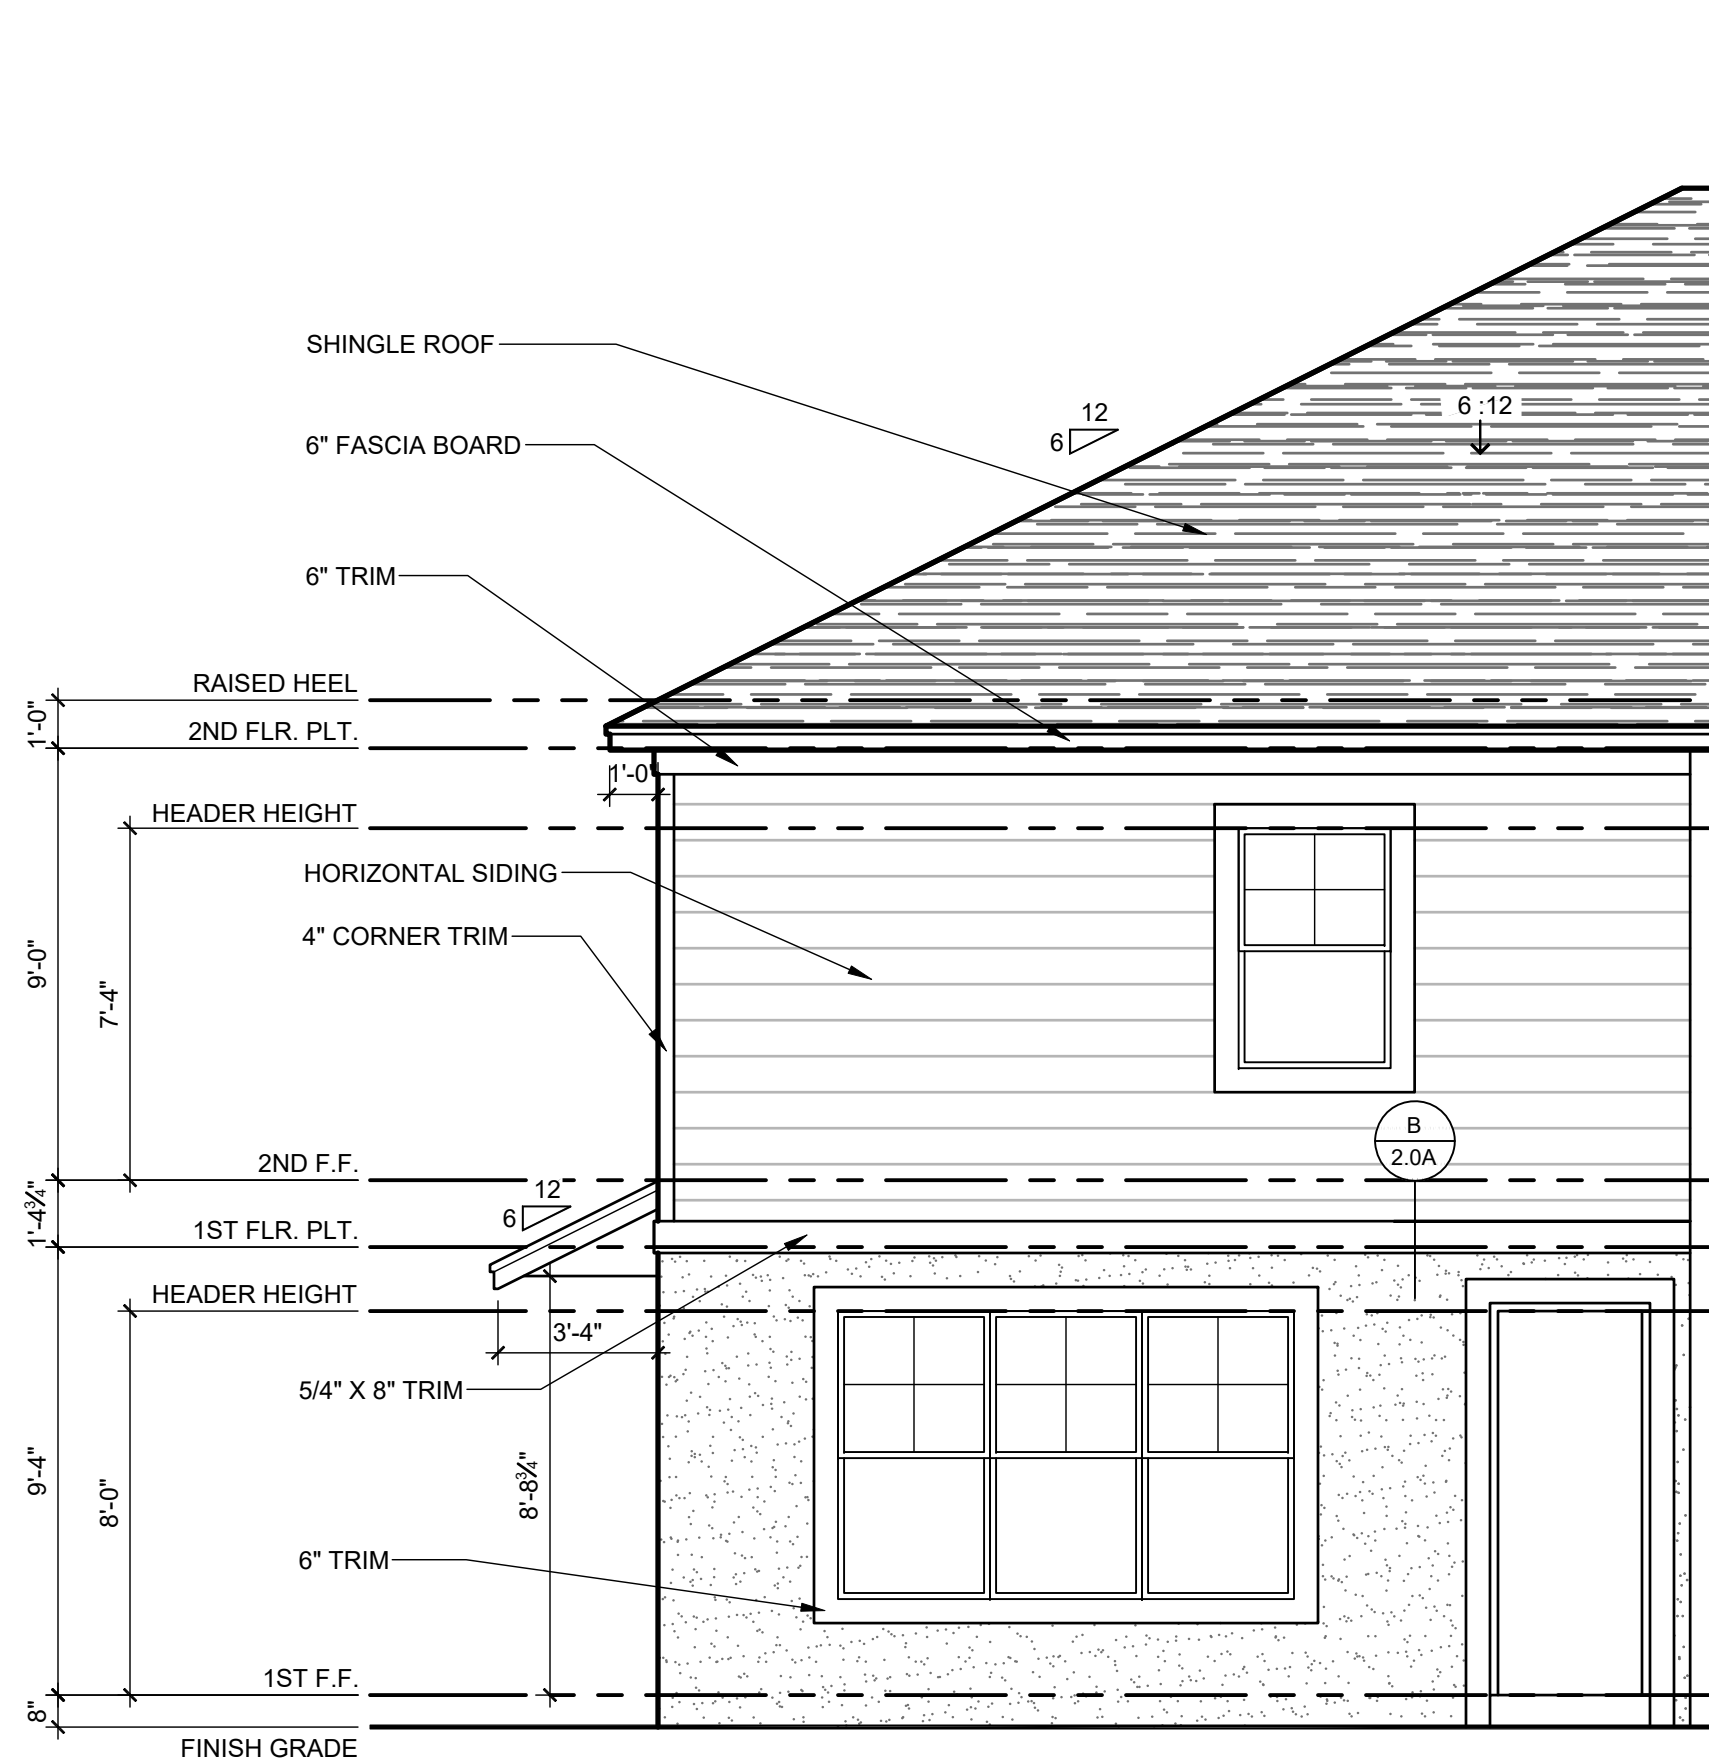 SHINGLE ROOF
12
6
6 :12
6" FASCIA BOARD
6" TRIM
RAISED HEEL
1'-0"
2ND FLR. PLT.
1'-0"
HEADER HEIGHT
HORIZONTAL SIDING
4" CORNER TRIM
9'-0"
7'-4"
B
2.0A
2ND F.F.
12
6
1'-4¾"
1ST FLR. PLT.
HEADER HEIGHT
3'-4"
5/4" X 8" TRIM
9'-4"
8'-0"
8'-8¾"
6" TRIM
1ST F.F.
8"
FINISH GRADE